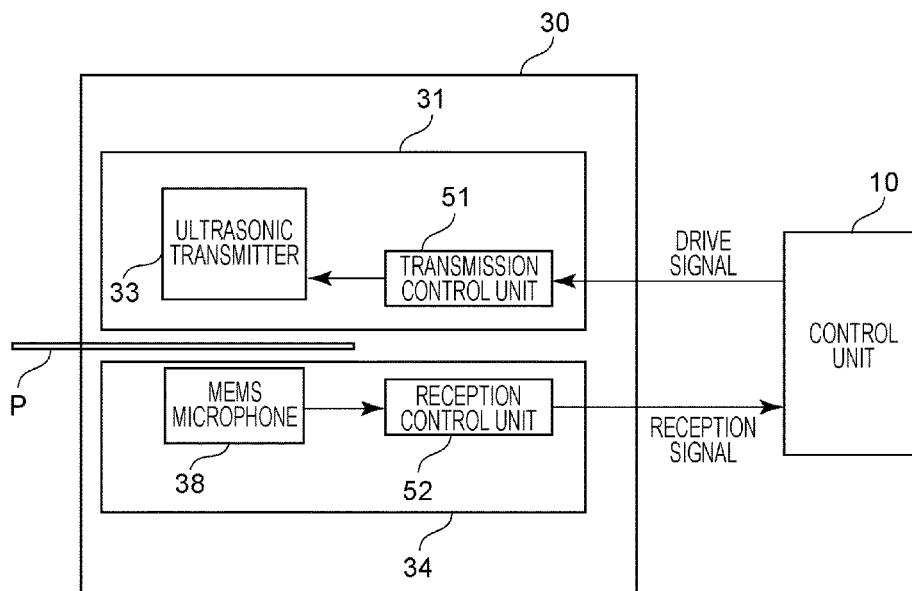 30
31
10
51
ULTRASONIC
TRANSMITTER
33
TRANSMISSION
CONTROL UNIT
DRIVE
SIGNAL
CONTROL
UNIT
P
MEMS
MICROPHONE
38
RECEPTION
CONTROL UNIT
52
RECEPTION
SIGNAL
34